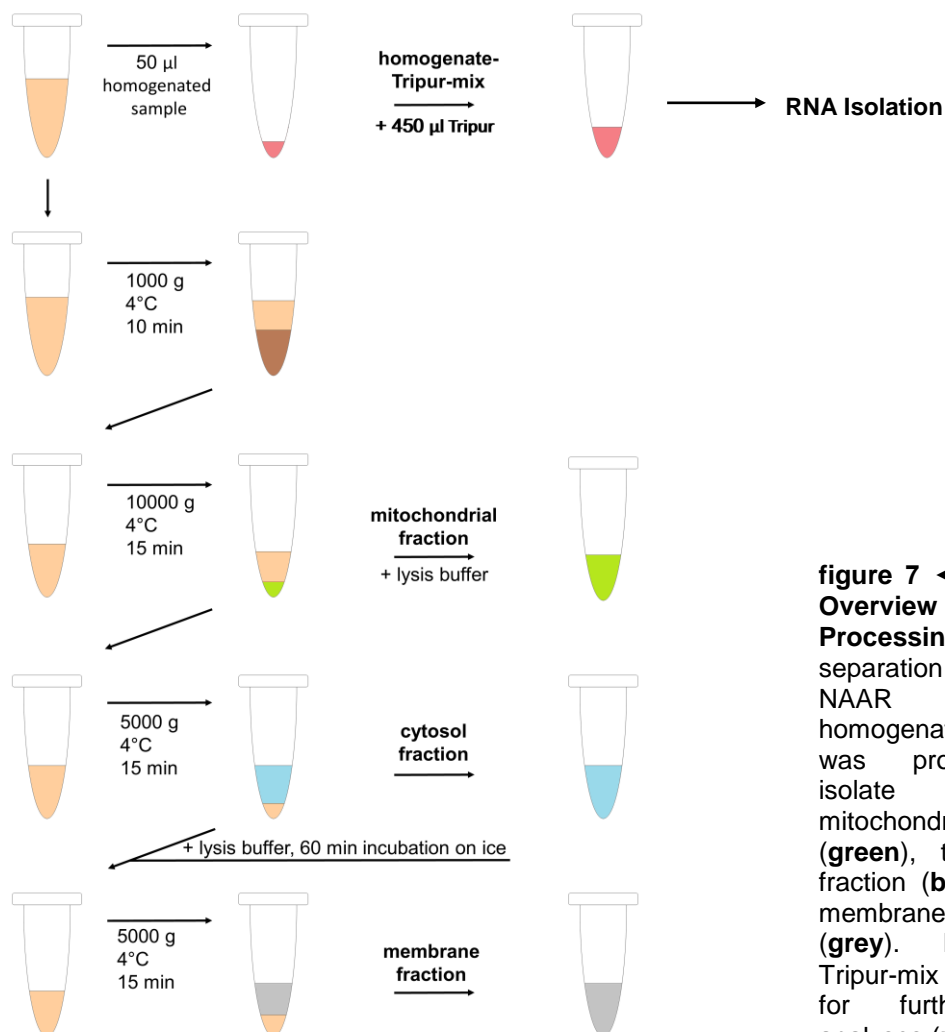 50 µl
homogenated
sample
homogenate-
Tripur-mix
+ 450 µl Tripur
RNA Isolation
1000 g
4°C
10 min
10000 g
4°C
15 min
mitochondrial
fraction
+ lysis buffer
5000 g
4°C
15 min
cytosol
fraction
+ lysis buffer, 60 min incubation on ice
5000 g
4°C
15 min
membrane
fraction
figure 7
Overview
Processin
separation
NAAR
homogenat
was pro
isolate
mitochondr
(green), t
fraction (b
membrane
(grey).
Tripur-mix
for furth